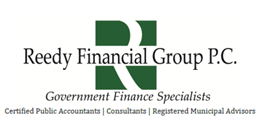 R
Reedy Financial Group P.C.
Government Finance Specialists
Certified Public Accountants | Consultants | Registered Municipal Advisors